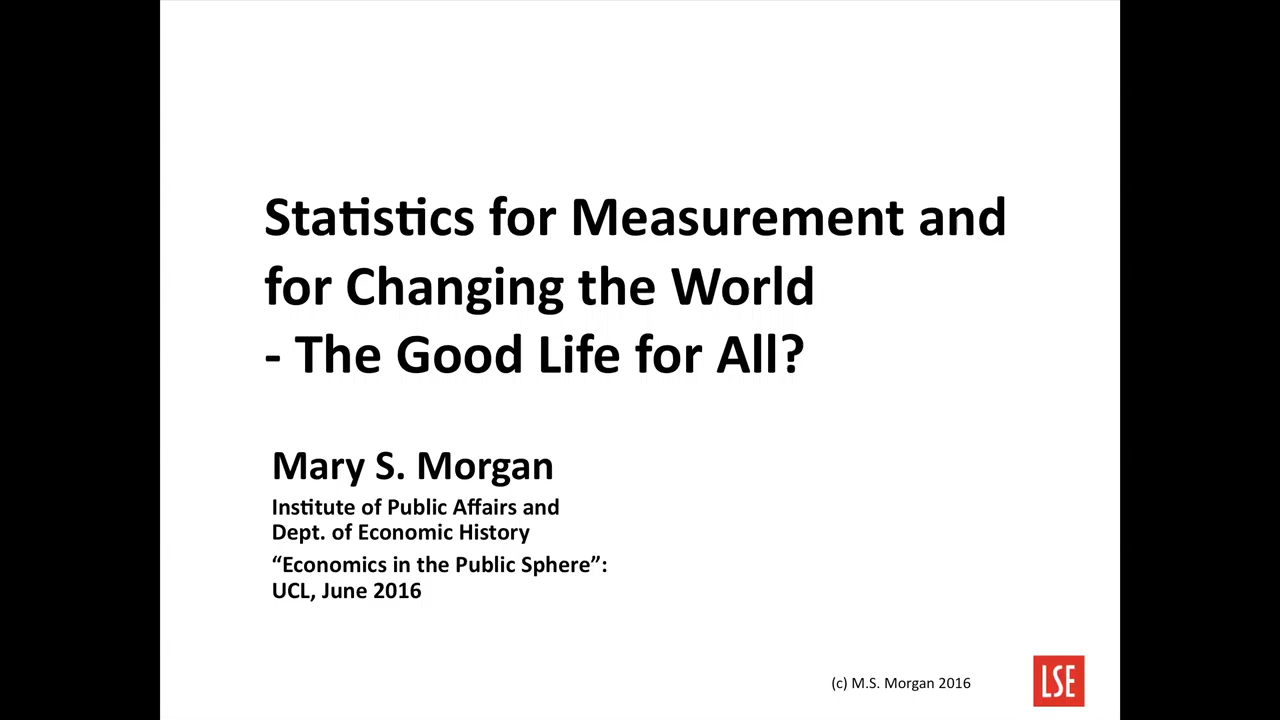 Statistics for Measurement and
for Changing the World
- The Good Life for All?
Mary S. Morgan
Institute of Public Affairs and
Dept. of Economic History
“Economics in the Public Sphere”:
UCL, June 2016
(c) M.S. Morgan 2016
LSE